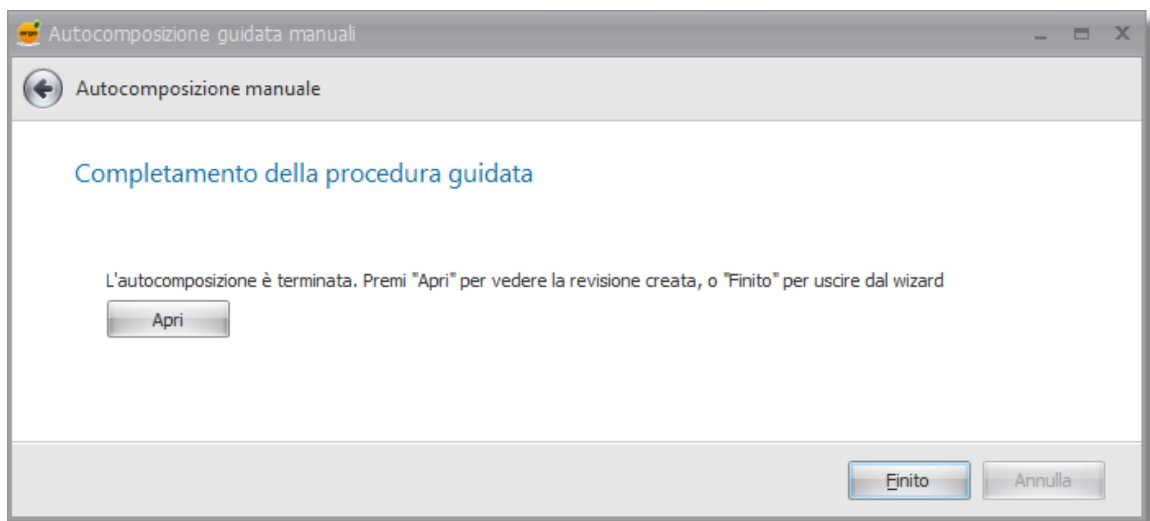 Autocomposizione guidata manuali
Autocomposizione manuale
Completamento della procedura guidata
L'autocomposizione è terminata. Premi "Apri" per vedere la revisione creata, o "Finito" per uscire dal wizard
Apri
Finito
Annulla